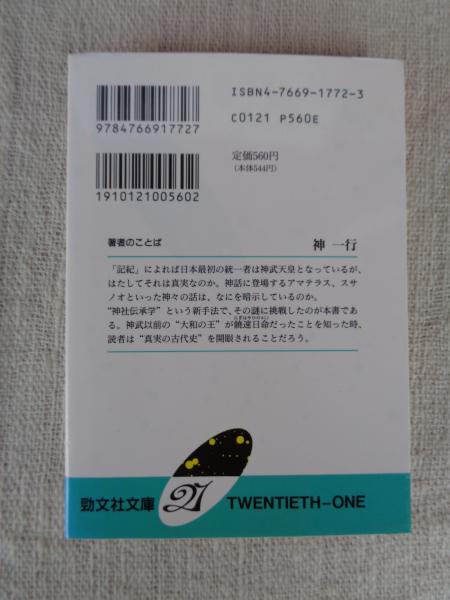 ISBN4-7669-1772-3
C0121 P560E
9784766917727
定価560円
(本体544円)
1910121005602
著者のことば
神 一行
「記紀」によれば日本最初の統一者は神武天皇となっているが、
はたしてそれは真実なのか。神話に登場するアマテラス、スサ
ノオといった神々の話は、なにを暗示しているのか。
“神社伝承学”という新手法で、その謎に挑戦したのが本書であ
る。神武以前の“大和の王”が饒速日命だったことを知った時、
読者は“真実の古代史”を開眼されることだろう。
勁文社文庫
21
TWENTIETH-ONE